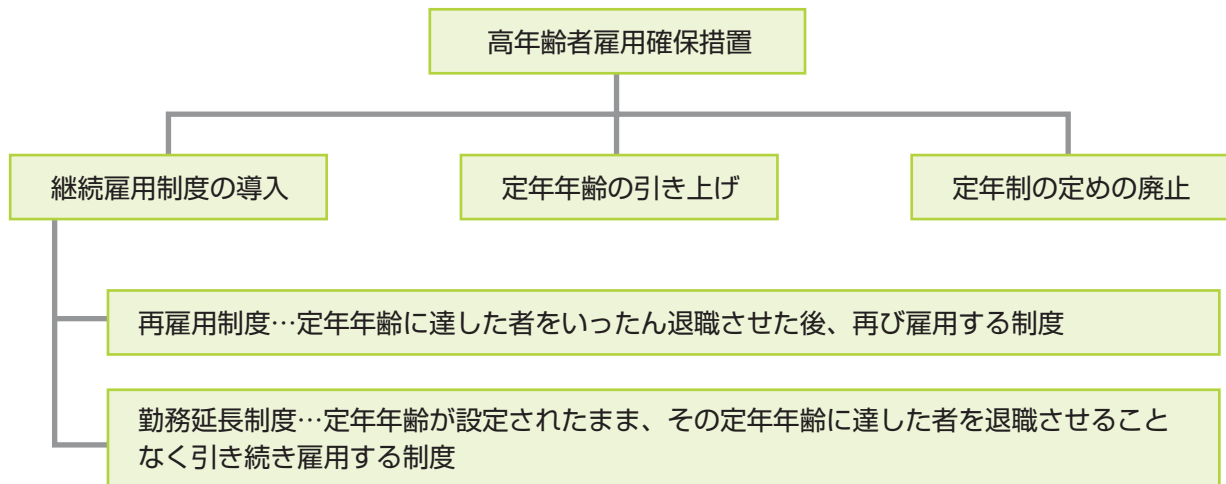 高年齢者雇用確保措置
継続雇用制度の導入
定年年齢の引き上げ
定年制の定めの廃止
再雇用制度…定年年齢に達した者をいったん退職させた後、再び雇用する制度
勤務延長制度…定年年齢が設定されたまま、その定年年齢に達した者を退職させること
なく引き続き雇用する制度